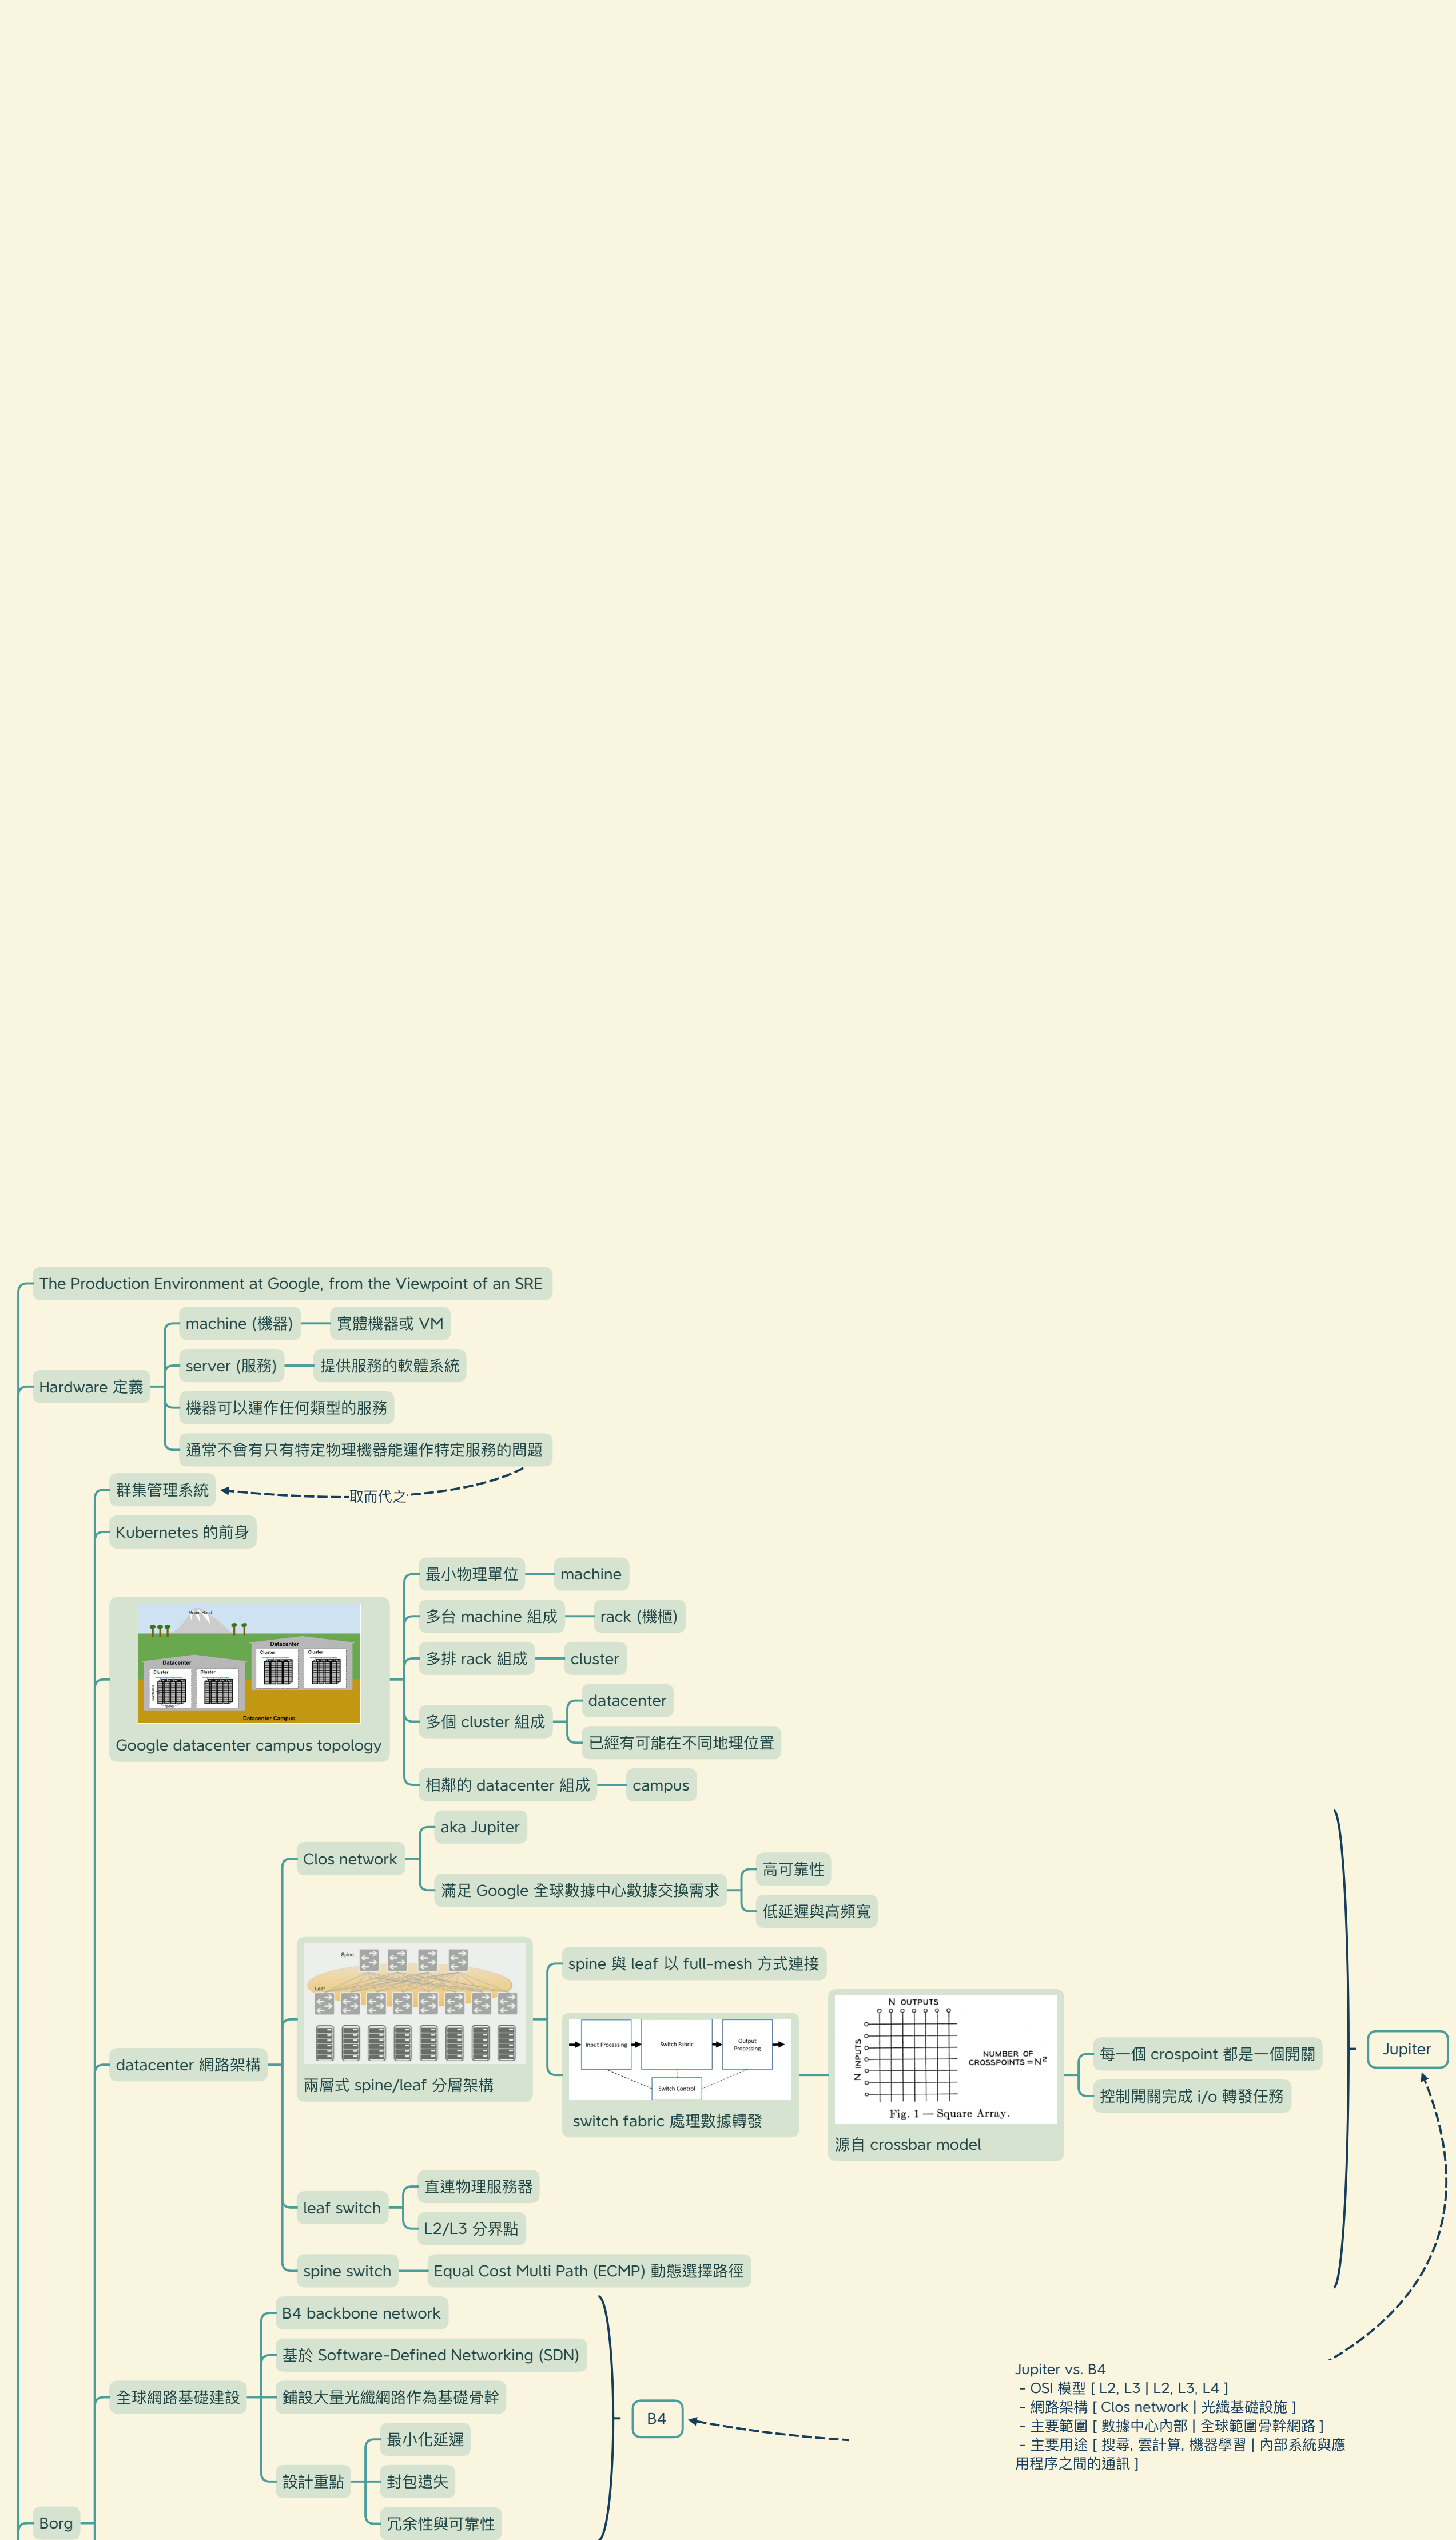 The Production Environment at Google, from the Viewpoint of an SRE
Hardware 定義
machine (機器)
實體機器或 VM
server (服務)
提供服務的軟體系統
機器可以運作任何類型的服務
通常不會有只有特定物理機器能運作特定服務的問題
取而代之
Borg
群集管理系統
Kubernetes 的前身
Datacenter
Cluster
Cluster
Datacenter
Cluster
Cluster
Datacenter Campus
Google datacenter campus topology
最小物理單位
machine
多台 machine 組成
rack (機櫃)
多排 rack 組成
cluster
多個 cluster 組成
datacenter
已經有可能在不同地理位置
相鄰的 datacenter 組成
campus
datacenter 網路架構
Clos network
aka Jupiter
滿足 Google 全球數據中心數據交換需求
高可靠性
低延遲與高頻寬
Spine
Leaf
兩層式 spine/leaf 分層架構
spine 與 leaf 以 full-mesh 方式連接
Input Processing
Switch Fabric
Output
Processing
Switch Control
switch fabric 處理數據轉發
N OUTPUTS
N INPUTS
NUMBER OF
CROSSPOINTS = N²
Fig. 1 — Square Array.
源自 crossbar model
每一個 crospoint 都是一個開關
控制開關完成 i/o 轉發任務
leaf switch
直連物理服務器
L2/L3 分界點
spine switch
Equal Cost Multi Path (ECMP) 動態選擇路徑
Jupiter
全球網路基礎建設
B4 backbone network
基於 Software-Defined Networking (SDN)
鋪設大量光纖網路作為基礎骨幹
設計重點
最小化延遲
封包遺失
冗余性與可靠性
B4
Jupiter vs. B4
- OSI 模型 [ L2, L3 | L2, L3, L4 ]
- 網路架構 [ Clos network | 光纖基礎設施 ]
- 主要範圍 [ 數據中心內部 | 全球範圍骨幹網路 ]
- 主要用途 [ 搜尋, 雲計算, 機器學習 | 內部系統與應
用程序之間的通訊 ]